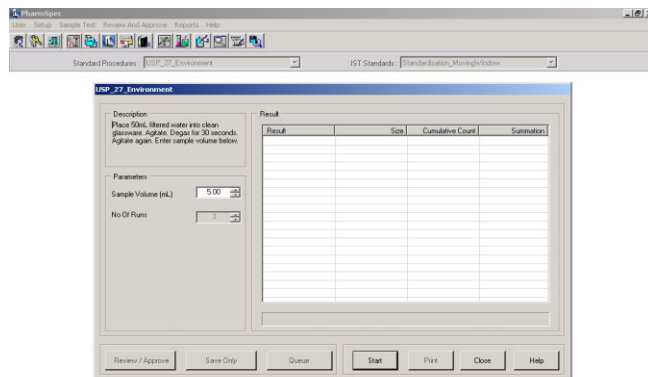 PharmSpec
User Setup Sample Test Review And Approve Reports Help
Standard Procedures : USP_27_Environment IST Standards : Standardization_MovingWindow
USP_27_Environment
Description
Place 50mL filtered water into clean
glassware. Agitate. Degas for 30 seconds.
Agitate again. Enter sample volume below.
Parameters
Sample Volume (mL) 5.00
No Of Runs 3
Result
Result Size Cumulative Count Summation
Review / Approve Save Only Queue Start Print Close Help